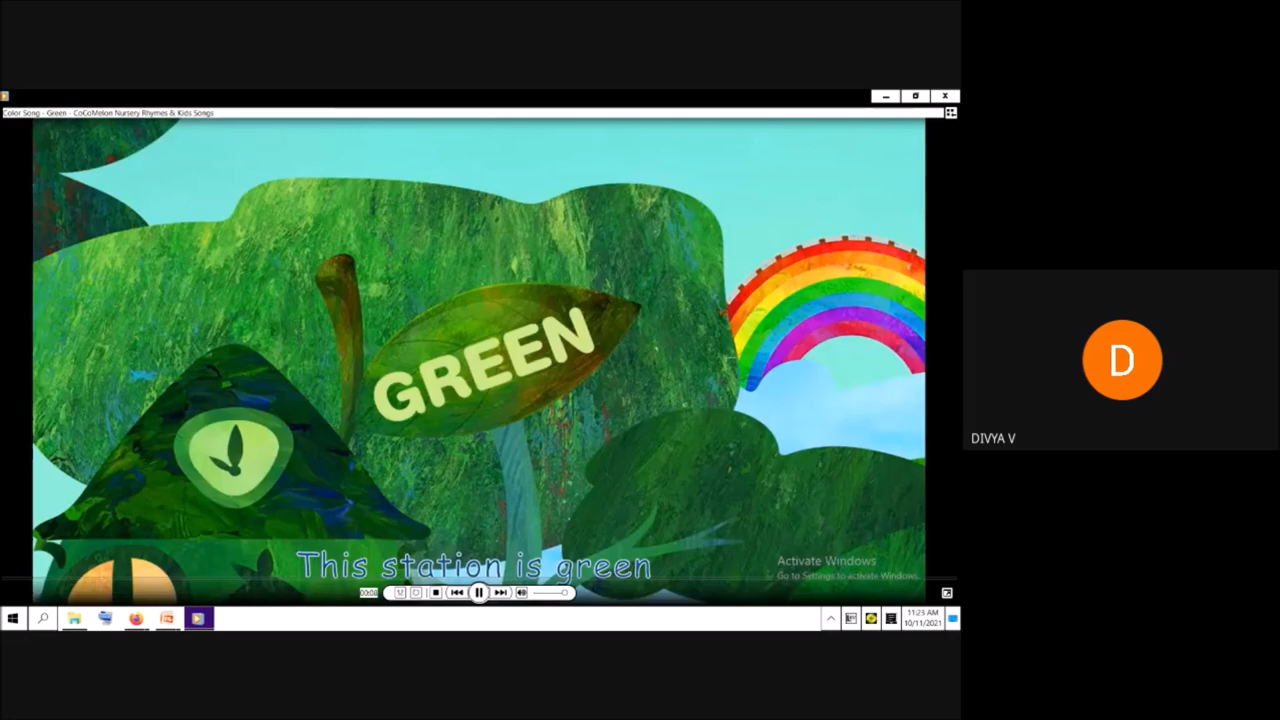 Color Song - Green - CoCoMelon Nursery Rhymes & Kids Songs
GREEN
D
DIVYA V
This station is green
Activate Windows
Go to Settings to activate Windows.
00:08
11:23 AM
10/11/2021